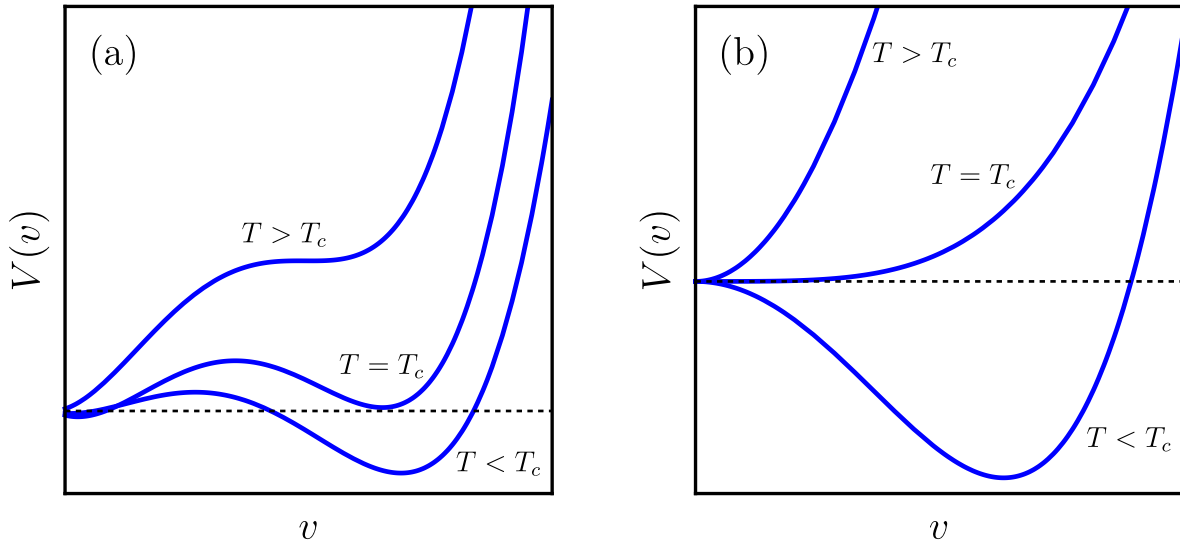 (a)
V(v)
T > T_c
T = T_c
T < T_c
v
(b)
V(v)
T > T_c
T = T_c
T < T_c
v